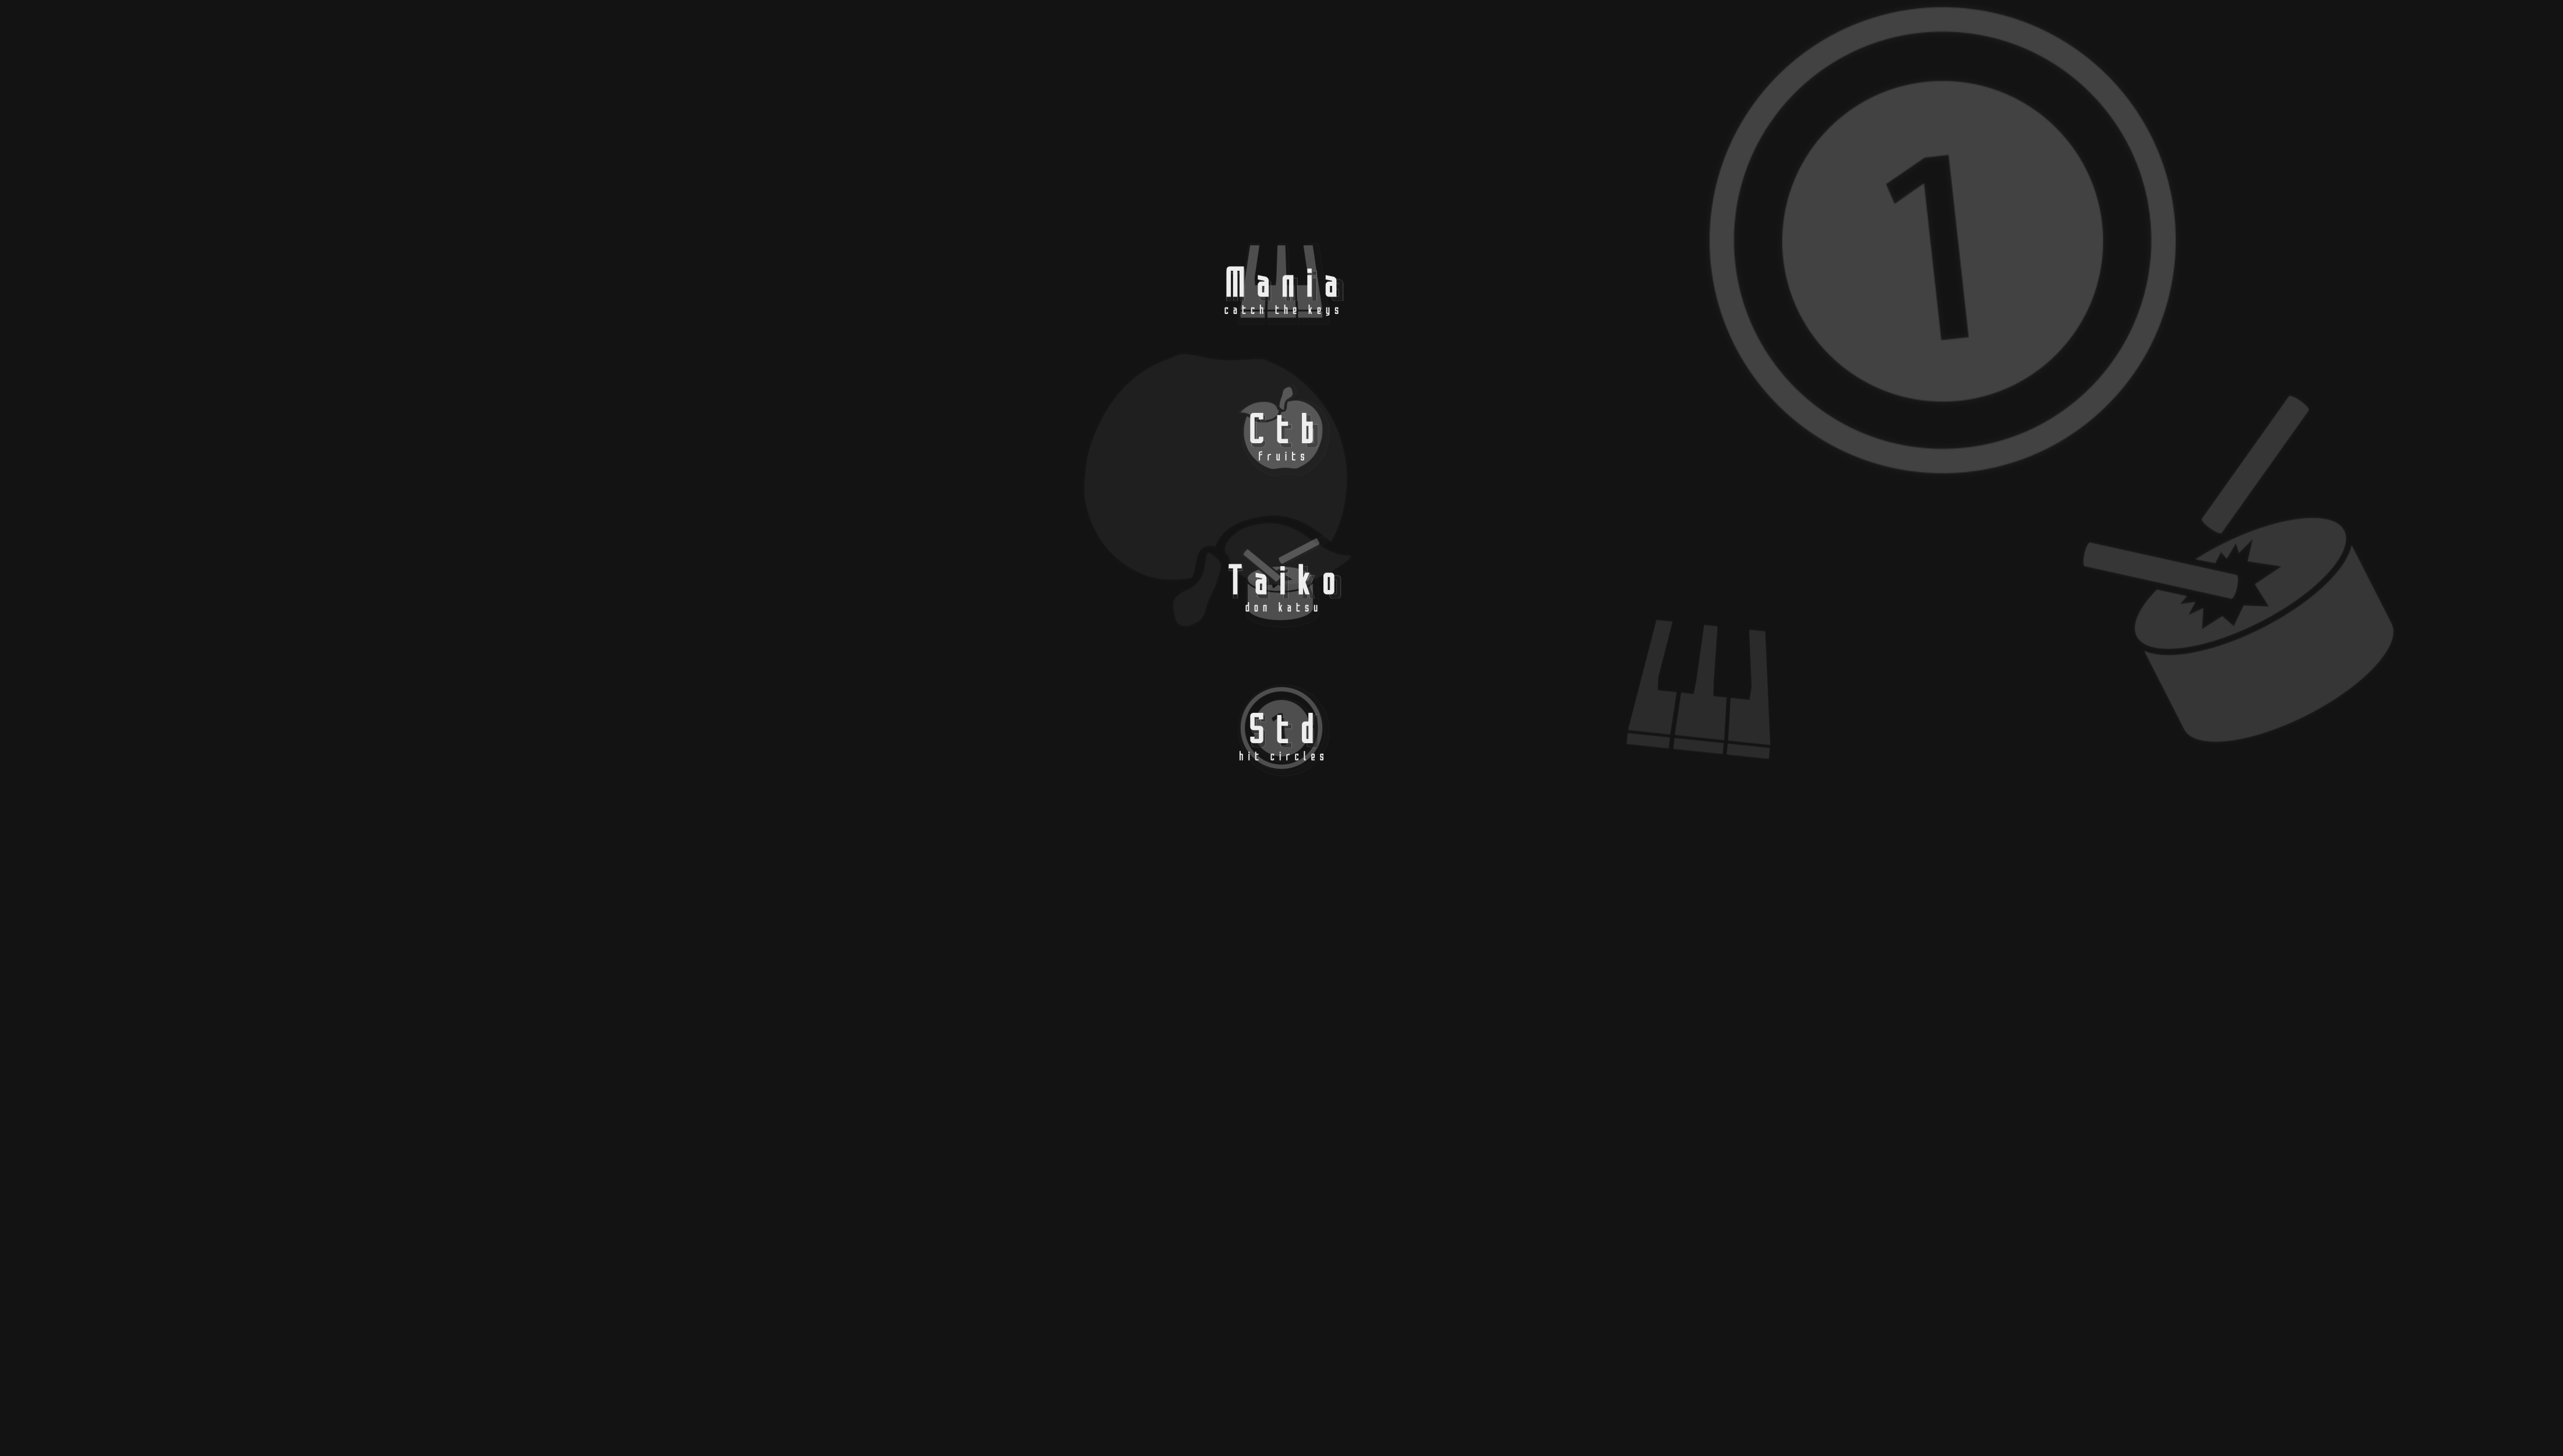 1
Mania
catch the keys
Ctb
fruits
Taiko
don katsu
Std
hit circles